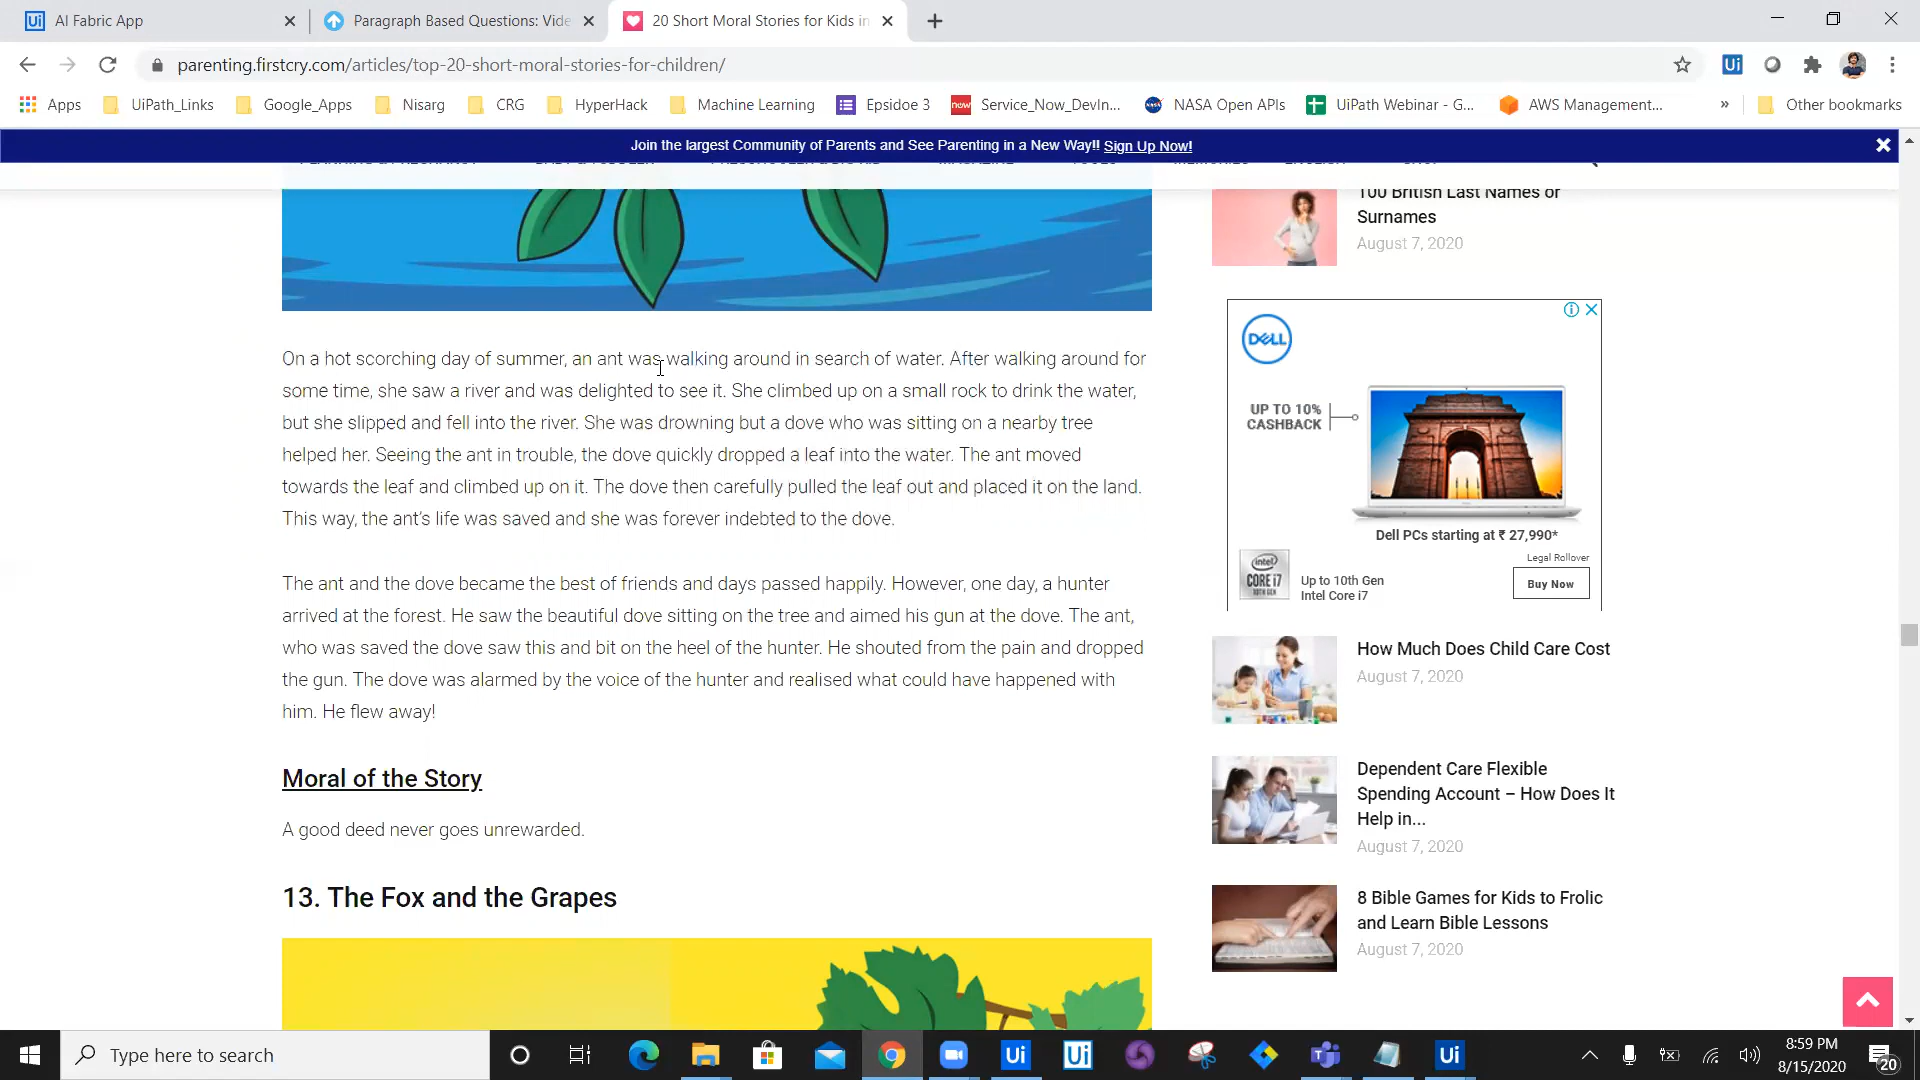 AI Fabric App
Paragraph Based Questions: Vide
20 Short Moral Stories for Kids in
parenting.firstcry.com/articles/top-20-short-moral-stories-for-children/
Apps
UiPath_Links
Google_Apps
Nisarg
CRG
HyperHack
Machine Learning
Epsidoe 3
Service_Now_DevIn...
NASA Open APIs
UiPath Webinar - G...
AWS Management...
»
Other bookmarks
Join the largest Community of Parents and See Parenting in a New Way!! Sign Up Now!
100 British Last Names or
Surnames
August 7, 2020
On a hot scorching day of summer, an ant was walking around in search of water. After walking around for
some time, she saw a river and was delighted to see it. She climbed up on a small rock to drink the water,
but she slipped and fell into the river. She was drowning but a dove who was sitting on a nearby tree
helped her. Seeing the ant in trouble, the dove quickly dropped a leaf into the water. The ant moved
towards the leaf and climbed up on it. The dove then carefully pulled the leaf out and placed it on the land.
This way, the ant's life was saved and she was forever indebted to the dove.
The ant and the dove became the best of friends and days passed happily. However, one day, a hunter
arrived at the forest. He saw the beautiful dove sitting on the tree and aimed his gun at the dove. The ant,
who was saved the dove saw this and bit on the heel of the hunter. He shouted from the pain and dropped
the gun. The dove was alarmed by the voice of the hunter and realised what could have happened with
him. He flew away!
Moral of the Story
A good deed never goes unrewarded.
13. The Fox and the Grapes
DELL
UP TO 10%
CASHBACK
Dell PCs starting at ₹ 27,990*
Legal Rollover
intel
CORE i7
10TH GEN
Up to 10th Gen
Intel Core i7
Buy Now
How Much Does Child Care Cost
August 7, 2020
Dependent Care Flexible
Spending Account – How Does It
Help in...
August 7, 2020
8 Bible Games for Kids to Frolic
and Learn Bible Lessons
August 7, 2020
Type here to search
8:59 PM
8/15/2020
20